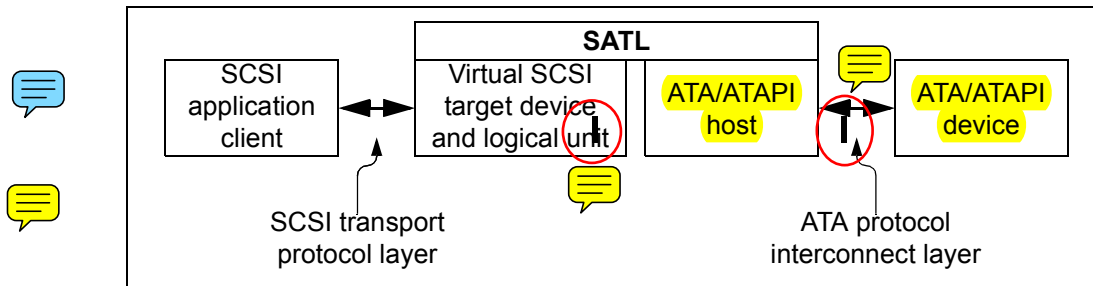 SATL
SCSI
application
client
Virtual SCSI
target device
and logical unit
ATA/ATAPI
host
ATA/ATAPI
device
SCSI transport
protocol layer
ATA protocol
interconnect layer